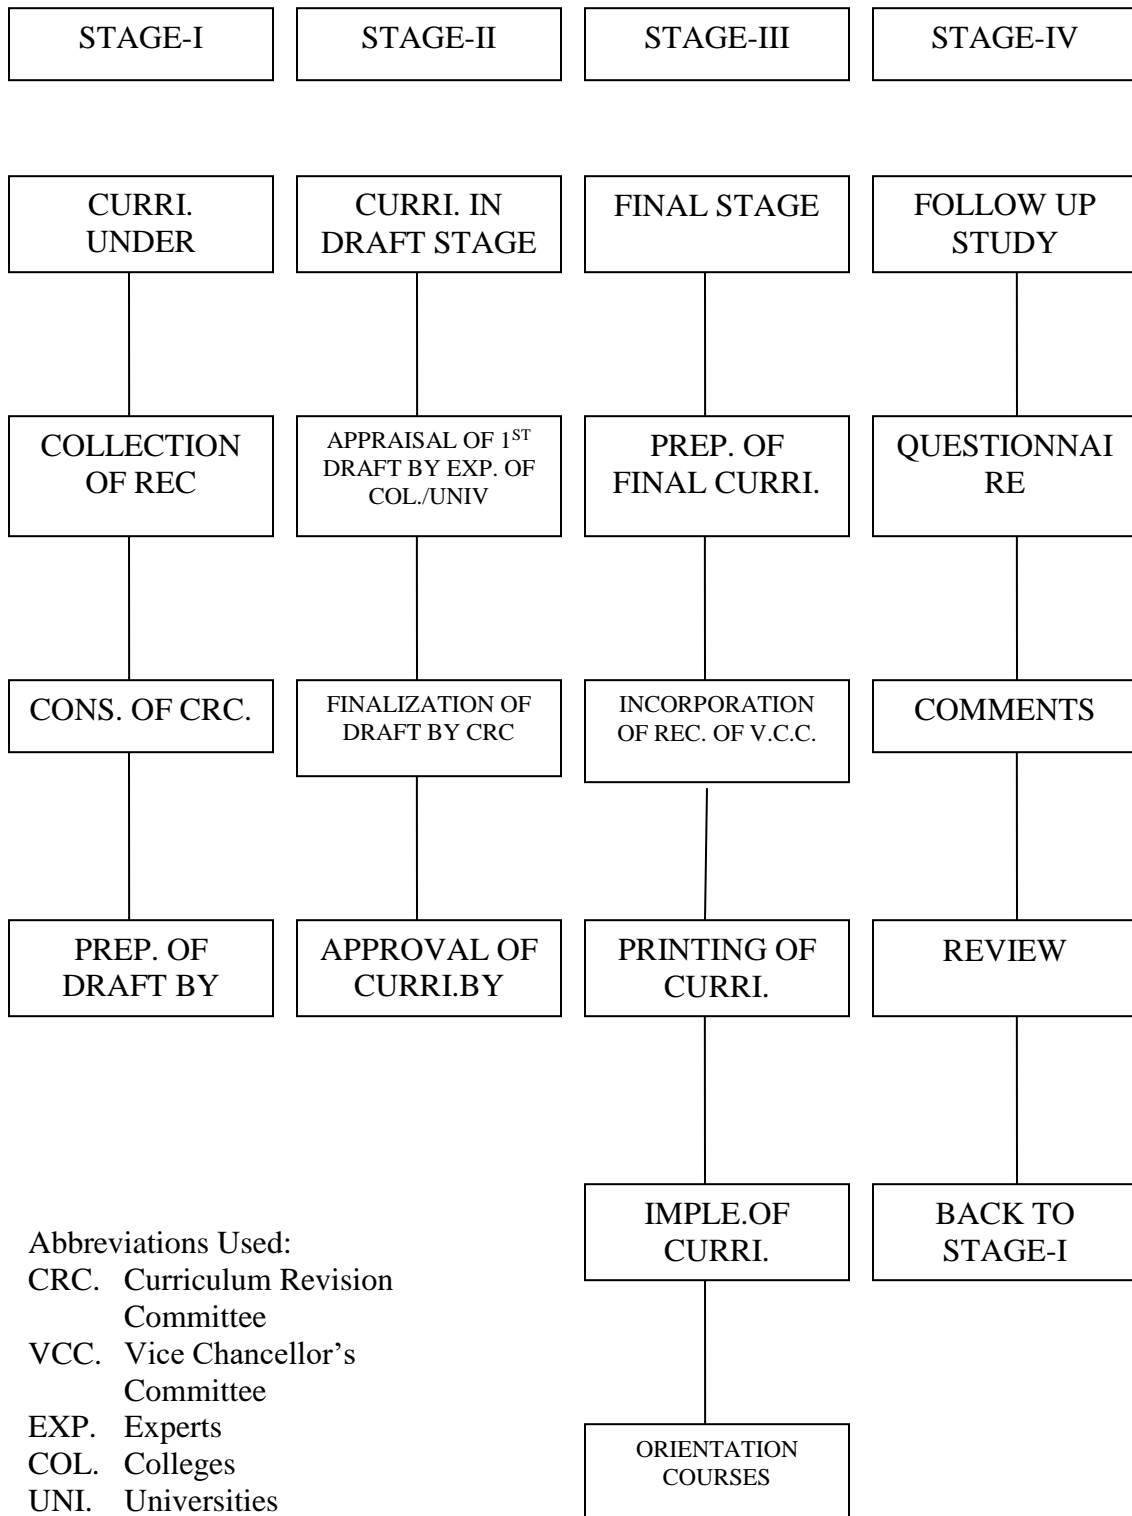 STAGE-I
STAGE-II
STAGE-III
STAGE-IV
CURRI.
UNDER
CURRI. IN
DRAFT STAGE
FINAL STAGE
FOLLOW UP
STUDY
COLLECTION
OF REC
APPRAISAL OF 1ST
DRAFT BY EXP. OF
COL./UNIV
PREP. OF
FINAL CURRI.
QUESTIONNAI
RE
CONS. OF CRC.
FINALIZATION OF
DRAFT BY CRC
INCORPORATION
OF REC. OF V.C.C.
COMMENTS
PREP. OF
DRAFT BY
APPROVAL OF
CURRI.BY
PRINTING OF
CURRI.
REVIEW
IMPLE.OF
CURRI.
BACK TO
STAGE-I
Abbreviations Used:
CRC. Curriculum Revision
Committee
VCC. Vice Chancellor’s
Committee
EXP. Experts
COL. Colleges
UNI. Universities
ORIENTATION
COURSES